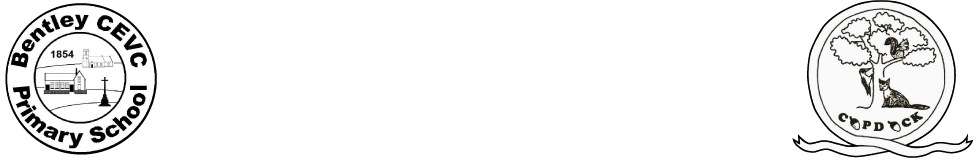 Bentley CEVC
1854
Primary School
COPDOCK